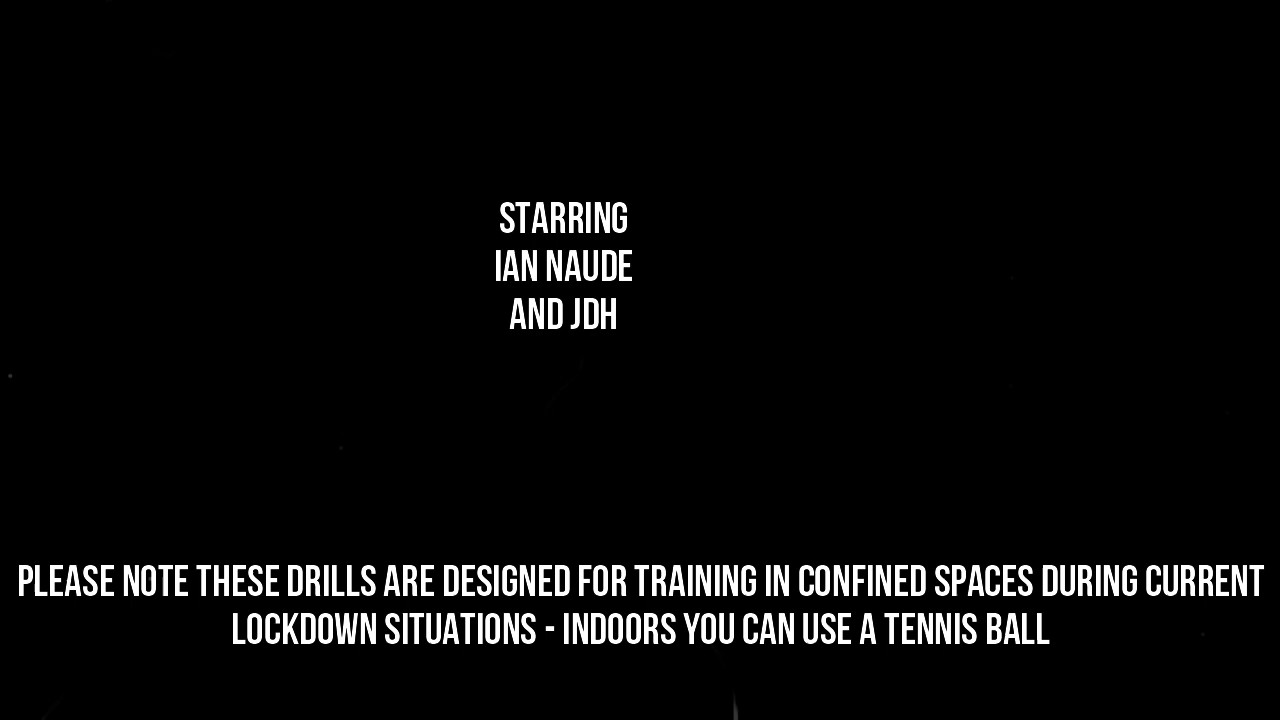 STARRING
IAN NAUDE
AND JDH
PLEASE NOTE THESE DRILLS ARE DESIGNED FOR TRAINING IN CONFINED SPACES DURING CURRENT
LOCKDOWN SITUATIONS - INDOORS YOU CAN USE A TENNIS BALL